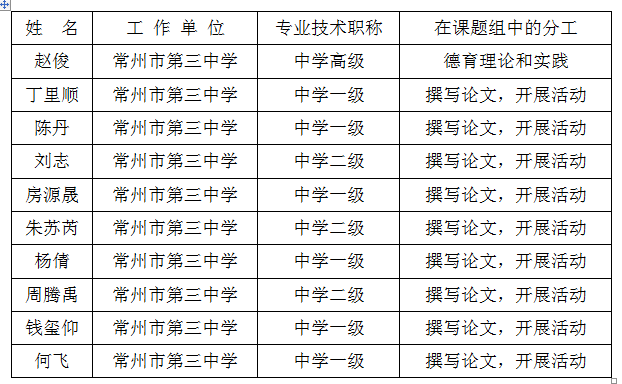 姓 名 工 作 单 位 专业技术职称 在课题组中的分工
赵俊 常州市第三中学 中学高级 德育理论和实践
丁里顺 常州市第三中学 中学一级 撰写论文，开展活动
陈丹 常州市第三中学 中学一级 撰写论文，开展活动
刘志 常州市第三中学 中学二级 撰写论文，开展活动
房源晟 常州市第三中学 中学一级 撰写论文，开展活动
朱苏芮 常州市第三中学 中学二级 撰写论文，开展活动
杨倩 常州市第三中学 中学一级 撰写论文，开展活动
周腾禹 常州市第三中学 中学二级 撰写论文，开展活动
钱玺仰 常州市第三中学 中学一级 撰写论文，开展活动
何飞 常州市第三中学 中学一级 撰写论文，开展活动